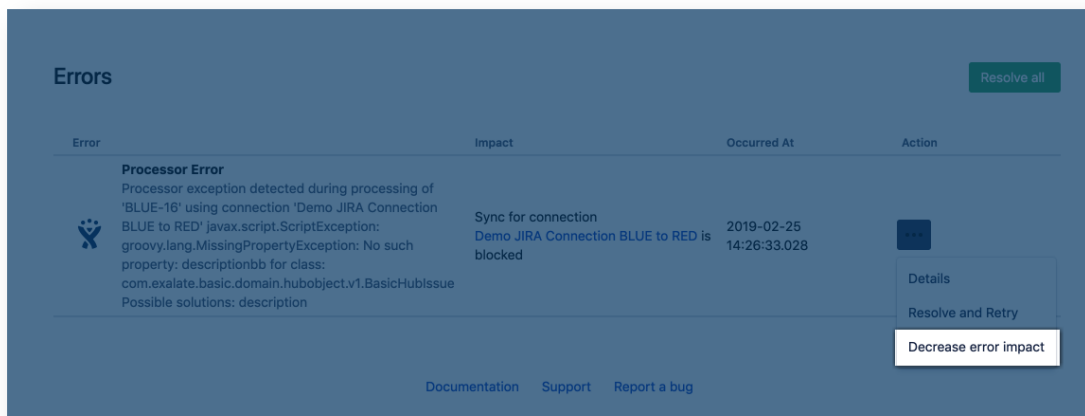 Errors
Resolve all
Error
Impact
Occurred At
Action
Processor Error
Processor exception detected during processing of
'BLUE-16' using connection 'Demo JIRA Connection
BLUE to RED' javax.script.ScriptException:
groovy.lang.MissingPropertyException: No such
property: descriptionbb for class:
com.exalate.basic.domain.hubobject.v1.BasicHubIssue
Possible solutions: description
Sync for connection
Demo JIRA Connection BLUE to RED is
blocked
2019-02-25
14:26:33.028
Details
Resolve and Retry
Decrease error impact
Documentation
Support
Report a bug